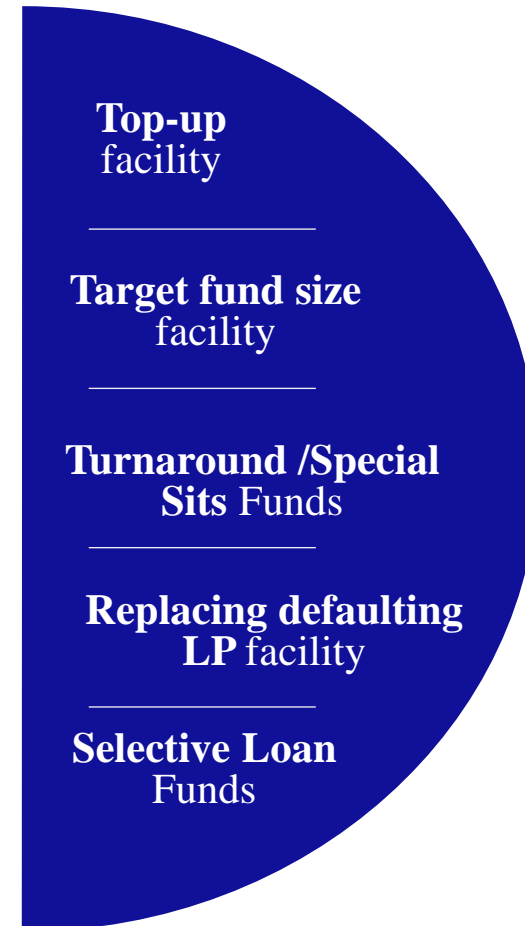 Top-up
facility
Target fund size
facility
Turnaround /Special
Sits Funds
Replacing defaulting
LP facility
Selective Loan
Funds